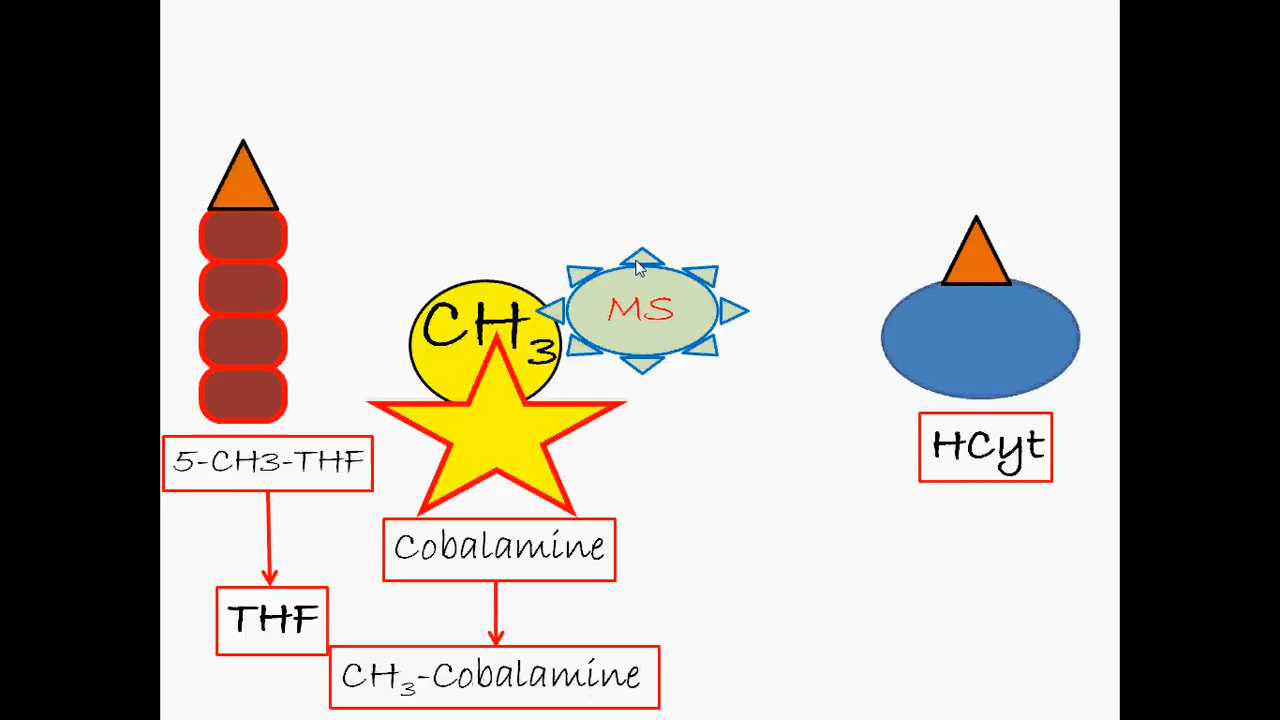 CH3
MS
HCyt
5-CH3-THF
Cobalamine
THF
CH3-Cobalamine